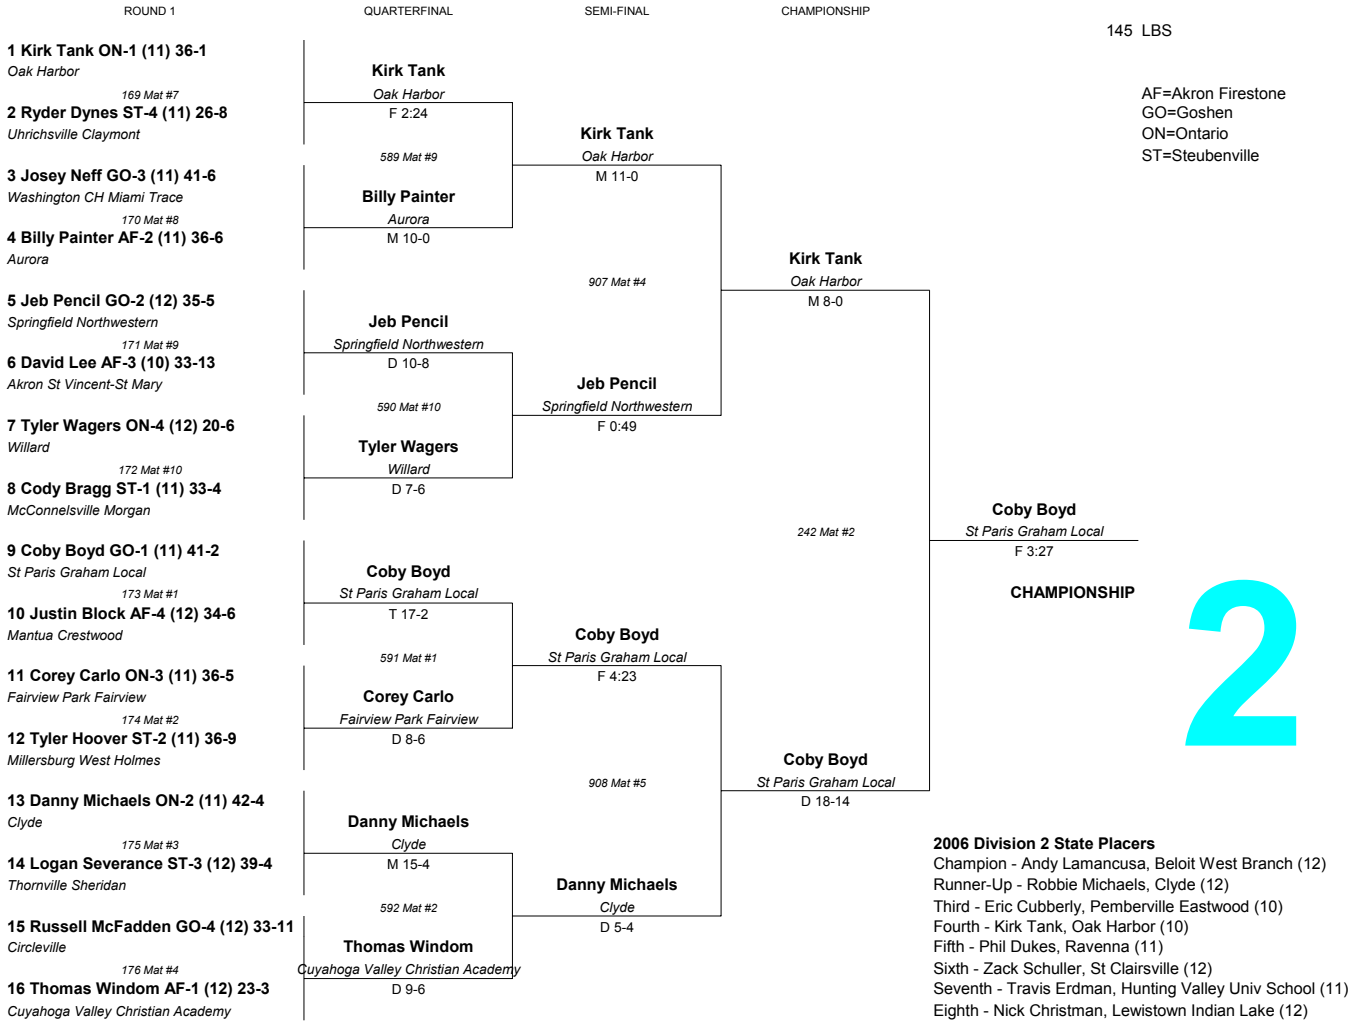 ROUND 1
QUARTERFINAL
SEMI-FINAL
CHAMPIONSHIP
145 LBS
AF=Akron Firestone
GO=Goshen
ON=Ontario
ST=Steubenville
1 Kirk Tank ON-1 (11) 36-1
Oak Harbor
169 Mat #7
2 Ryder Dynes ST-4 (11) 26-8
Uhrichsville Claymont
3 Josey Neff GO-3 (11) 41-6
Washington CH Miami Trace
170 Mat #8
4 Billy Painter AF-2 (11) 36-6
Aurora
5 Jeb Pencil GO-2 (12) 35-5
Springfield Northwestern
171 Mat #9
6 David Lee AF-3 (10) 33-13
Akron St Vincent-St Mary
7 Tyler Wagers ON-4 (12) 20-6
Willard
172 Mat #10
8 Cody Bragg ST-1 (11) 33-4
McConnelsville Morgan
9 Coby Boyd GO-1 (11) 41-2
St Paris Graham Local
173 Mat #1
10 Justin Block AF-4 (12) 34-6
Mantua Crestwood
11 Corey Carlo ON-3 (11) 36-5
Fairview Park Fairview
174 Mat #2
12 Tyler Hoover ST-2 (11) 36-9
Millersburg West Holmes
13 Danny Michaels ON-2 (11) 42-4
Clyde
175 Mat #3
14 Logan Severance ST-3 (12) 39-4
Thornville Sheridan
15 Russell McFadden GO-4 (12) 33-11
Circleville
176 Mat #4
16 Thomas Windom AF-1 (12) 23-3
Cuyahoga Valley Christian Academy
Kirk Tank
Oak Harbor
F 2:24
589 Mat #9
Billy Painter
Aurora
M 10-0
Jeb Pencil
Springfield Northwestern
D 10-8
590 Mat #10
Tyler Wagers
Willard
D 7-6
Coby Boyd
St Paris Graham Local
T 17-2
591 Mat #1
Corey Carlo
Fairview Park Fairview
D 8-6
Danny Michaels
Clyde
M 15-4
592 Mat #2
Thomas Windom
Cuyahoga Valley Christian Academy
D 9-6
Kirk Tank
Oak Harbor
M 11-0
907 Mat #4
Jeb Pencil
Springfield Northwestern
F 0:49
Coby Boyd
St Paris Graham Local
F 4:23
908 Mat #5
Danny Michaels
Clyde
D 5-4
Kirk Tank
Oak Harbor
M 8-0
242 Mat #2
Coby Boyd
St Paris Graham Local
D 18-14
Coby Boyd
St Paris Graham Local
F 3:27
CHAMPIONSHIP
2
2006 Division 2 State Placers
Champion - Andy Lamancusa, Beloit West Branch (12)
Runner-Up - Robbie Michaels, Clyde (12)
Third - Eric Cubberly, Pemberville Eastwood (10)
Fourth - Kirk Tank, Oak Harbor (10)
Fifth - Phil Dukes, Ravenna (11)
Sixth - Zack Schuller, St Clairsville (12)
Seventh - Travis Erdman, Hunting Valley Univ School (11)
Eighth - Nick Christman, Lewistown Indian Lake (12)